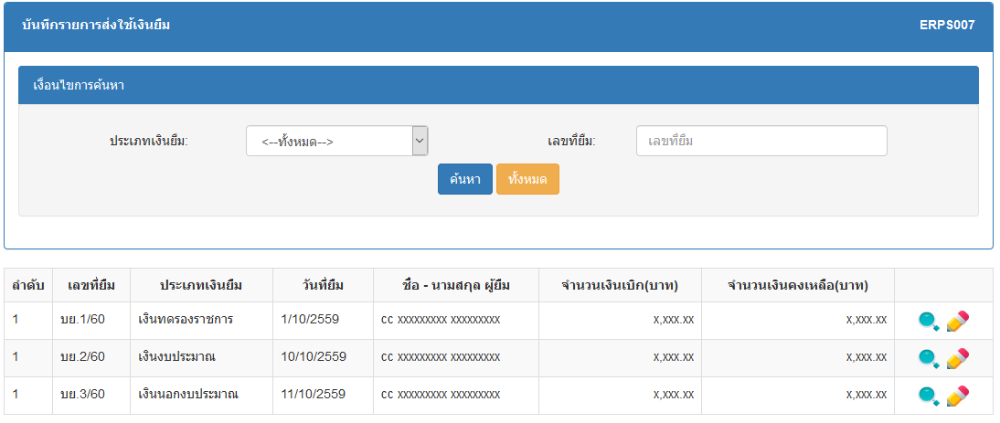 บันทึกรายการส่งใช้เงินยืม ERPS007
เงื่อนไขการค้นหา
ประเภทเงินยืม: <--ทั้งหมด--> เลขที่ยืม: เลขที่ยืม
ค้นหา ทั้งหมด
ลำดับ เลขที่ยืม ประเภทเงินยืม วันที่ยืม ชื่อ - นามสกุล ผู้ยืม จำนวนเงินเบิก(บาท) จำนวนเงินคงเหลือ(บาท)
1 บย.1/60 เงินทดรองราชการ 1/10/2559 cc xxxxxxxxx xxxxxxxxx x,xxx.xx x,xxx.xx
1 บย.2/60 เงินงบประมาณ 10/10/2559 cc xxxxxxxxx xxxxxxxxx x,xxx.xx x,xxx.xx
1 บย.3/60 เงินนอกงบประมาณ 11/10/2559 cc xxxxxxxxx xxxxxxxxx x,xxx.xx x,xxx.xx